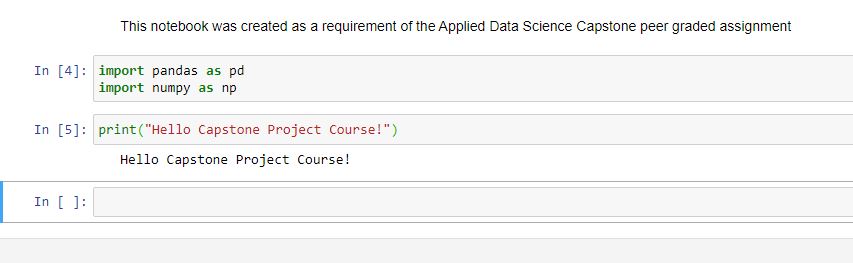 This notebook was created as a requirement of the Applied Data Science Capstone peer graded assignment
In [4]: import pandas as pd
import numpy as np
In [5]: print("Hello Capstone Project Course!")
Hello Capstone Project Course!
In [ ]: